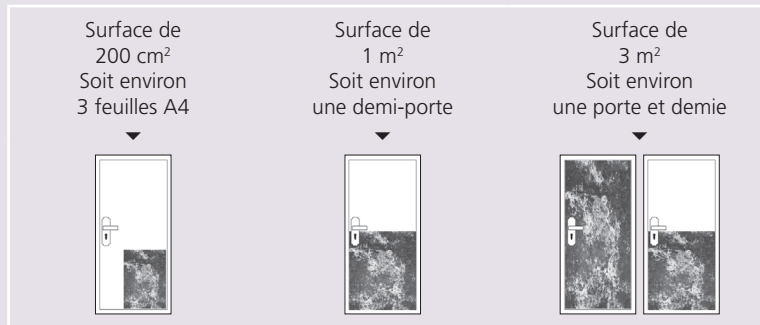 Surface de
200 cm²
Soit environ
3 feuilles A4
Surface de
1 m²
Soit environ
une demi-porte
Surface de
3 m²
Soit environ
une porte et demie